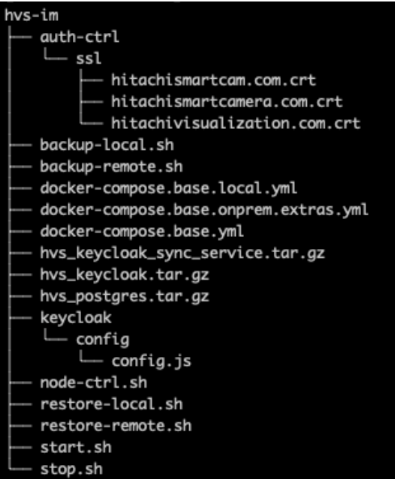 hvs-im
├── auth-ctrl
│   └── ssl
│       ├── hitachismartcam.com.crt
│       ├── hitachismartcamera.com.crt
│       └── hitachivisualization.com.crt
├── backup-local.sh
├── backup-remote.sh
├── docker-compose.base.local.yml
├── docker-compose.base.onprem.extras.yml
├── docker-compose.base.yml
├── hvs_keycloak_sync_service.tar.gz
├── hvs_keycloak.tar.gz
├── hvs_postgres.tar.gz
├── keycloak
│   └── config
│       └── config.js
├── node-ctrl.sh
├── restore-local.sh
├── restore-remote.sh
├── start.sh
└── stop.sh